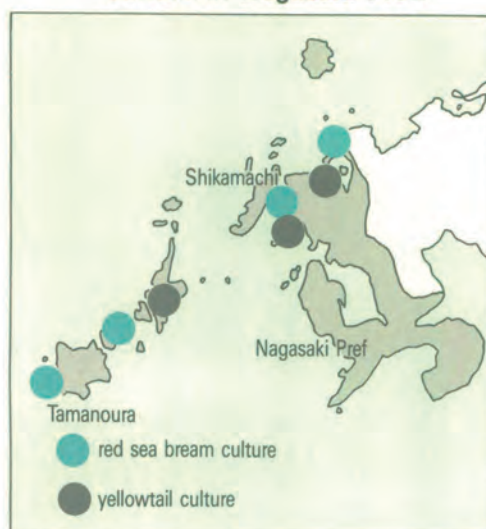 Shikamachi
Nagasaki Pref
Tamanoura
red sea bream culture
yellowtail culture